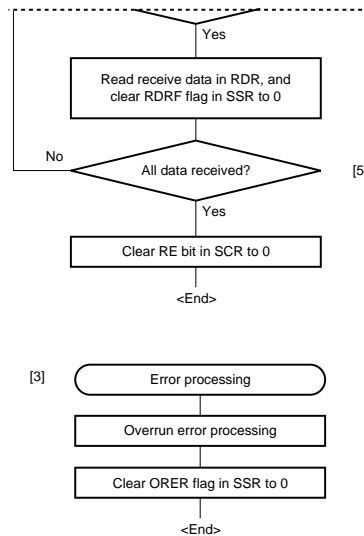 Yes
Read receive data in RDR, and
clear RDRF flag in SSR to 0
No
All data received?
[5
Yes
Clear RE bit in SCR to 0
<End>
[3]
Error processing
Overrun error processing
Clear ORER flag in SSR to 0
<End>